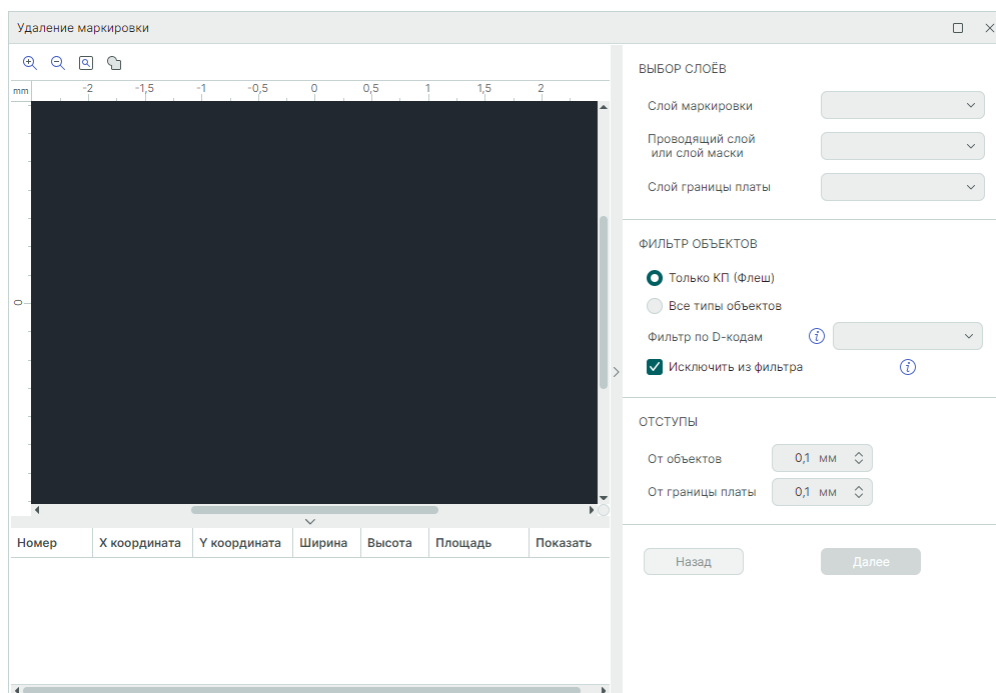 Удаление маркировки
mm
-2 -1,5 -1 -0,5 0 0,5 1 1,5 2
0
Номер X координата Y координата Ширина Высота Площадь Показать
ВЫБОР СЛОЁВ
Слой маркировки
Проводящий слой
или слой маски
Слой границы платы
ФИЛЬТР ОБЪЕКТОВ
Только КП (Флеш)
Все типы объектов
Фильтр по D-кодам i
Исключить из фильтра i
ОТСТУПЫ
От объектов 0,1 мм
От границы платы 0,1 мм
Назад Далее